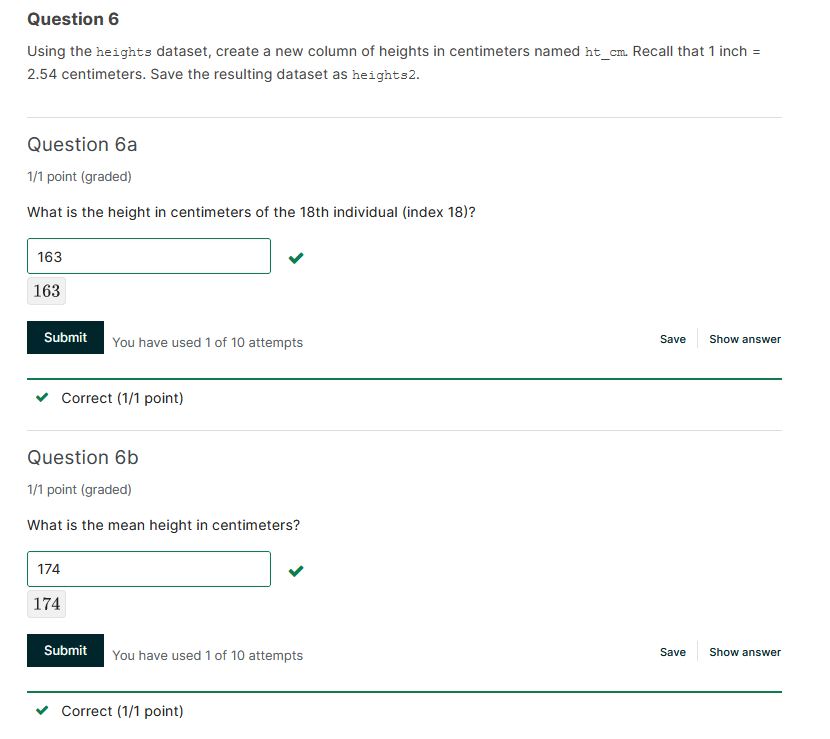 Question 6
Using the heights dataset, create a new column of heights in centimeters named ht_cm. Recall that 1 inch =
2.54 centimeters. Save the resulting dataset as heights2.
Question 6a
1/1 point (graded)
What is the height in centimeters of the 18th individual (index 18)?
163
163
Submit You have used 1 of 10 attempts Save Show answer
Correct (1/1 point)
Question 6b
1/1 point (graded)
What is the mean height in centimeters?
174
174
Submit You have used 1 of 10 attempts Save Show answer
Correct (1/1 point)